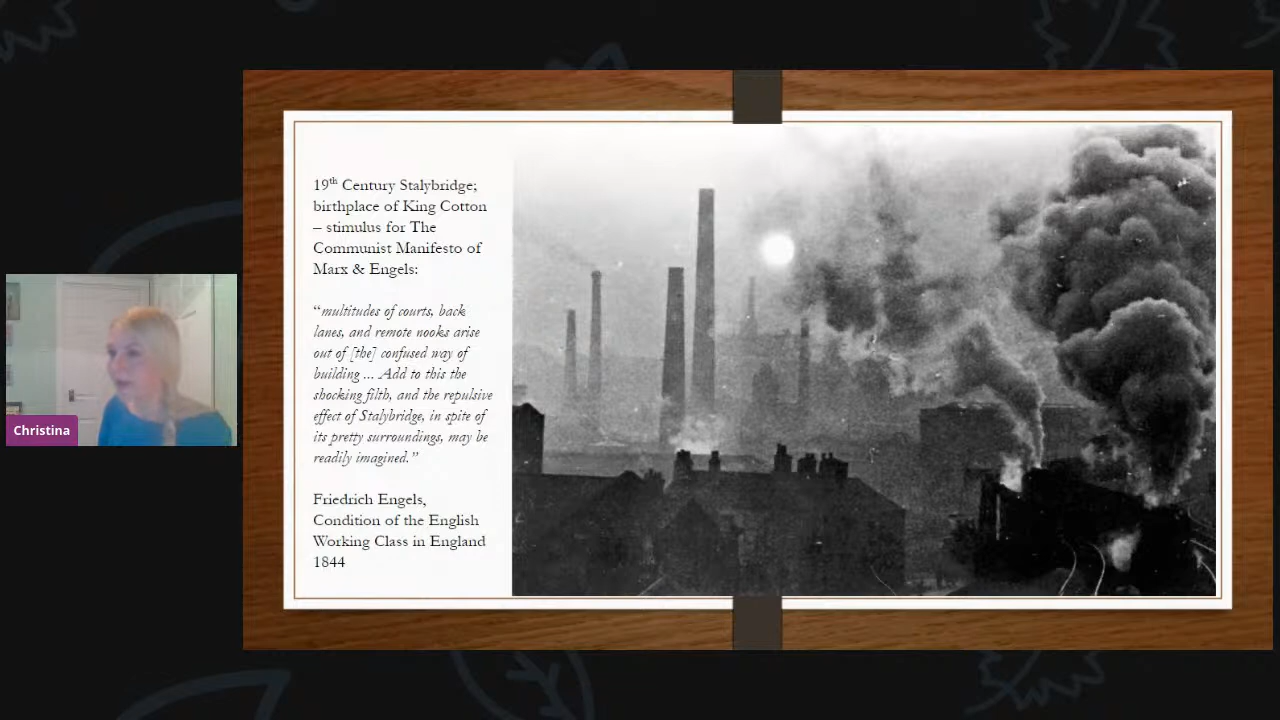 19th Century Stalybridge;
birthplace of King Cotton
– stimulus for The
Communist Manifesto of
Marx & Engels:
“multitudes of courts, back
lanes, and remote nooks arise
out of [the] confused way of
building ... Add to this the
shocking filth, and the repulsive
effect of Stalybridge, in spite of
its pretty surroundings, may be
readily imagined.”
Friedrich Engels,
Condition of the English
Working Class in England
1844
Christina